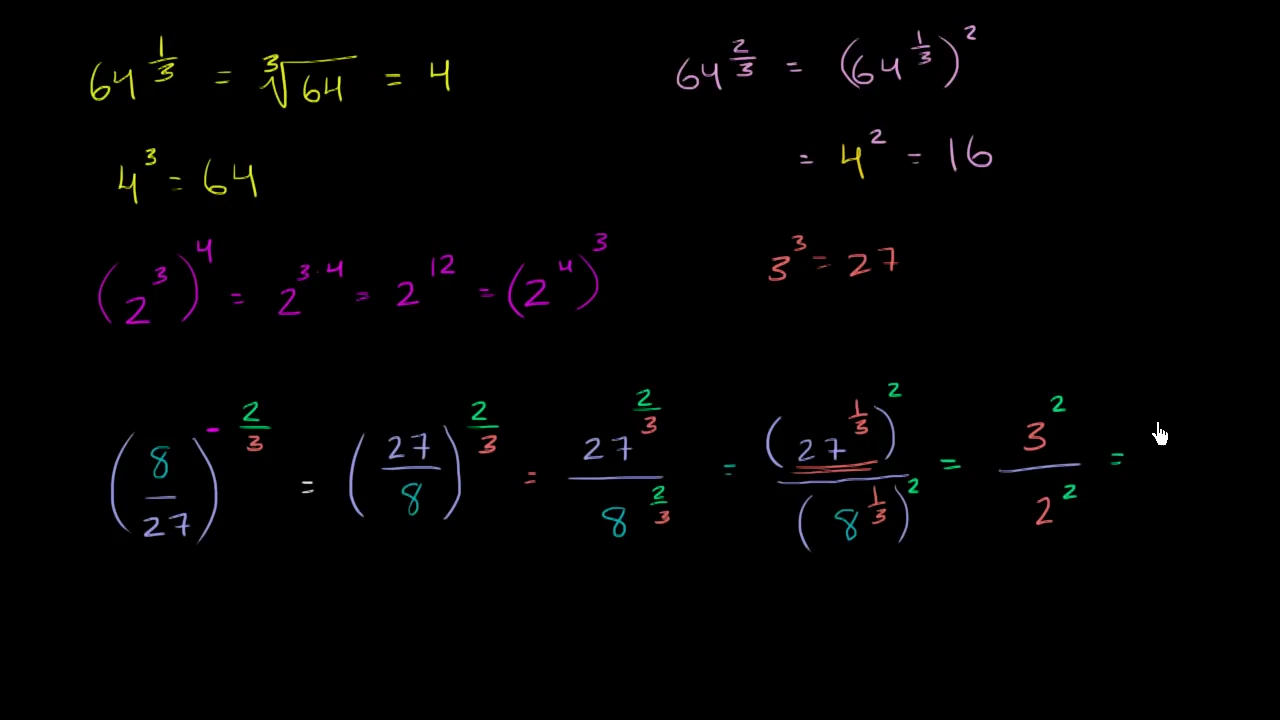 64^(1/3) = ∛64 = 4
64^(2/3) = (64^(1/3))^2
= 4^2 = 16
4^3 = 64
(2^3)^4 = 2^(3·4) = 2^12 = (2^4)^3
3^3 = 27
(8/27)^(-2/3) = (27/8)^(2/3) = 27^(2/3)/8^(2/3) = (27^(1/3))^2/(8^(1/3))^2 = 3^2/2^2 =